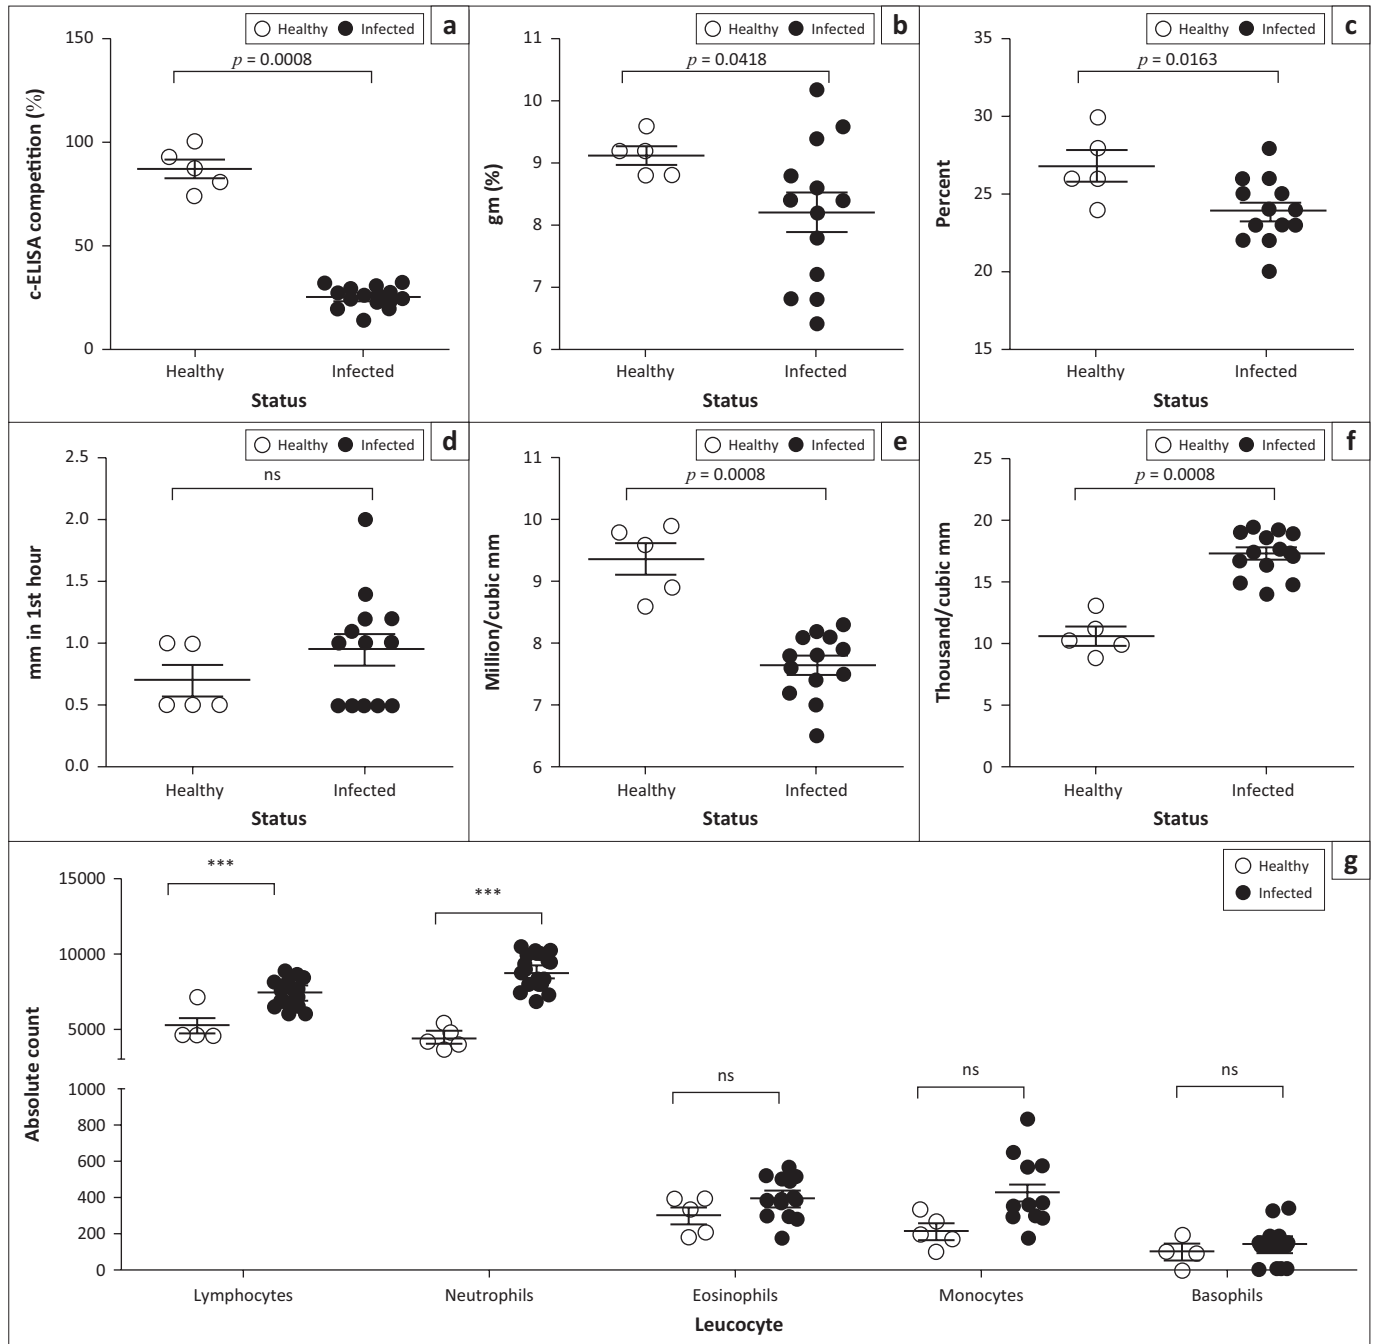 Healthy Infected a
150
100
50
0
c-ELISA competition (%)
p = 0.0008
Healthy Infected
Status
Healthy Infected b
11
10
9
8
7
6
gm (%)
p = 0.0418
Healthy Infected
Status
Healthy Infected c
35
30
25
20
15
Percent
p = 0.0163
Healthy Infected
Status
Healthy Infected d
2.5
2.0
1.5
1.0
0.5
0.0
mm in 1st hour
ns
Healthy Infected
Status
Healthy Infected e
11
10
9
8
7
6
Million/cubic mm
p = 0.0008
Healthy Infected
Status
Healthy Infected f
25
20
15
10
5
0
Thousand/cubic mm
p = 0.0008
Healthy Infected
Status
Healthy g
Infected
15000
10000
5000
1000
800
600
400
200
0
Absolute count
***
***
ns
ns
ns
Lymphocytes Neutrophils Eosinophils Monocytes Basophils
Leucocyte